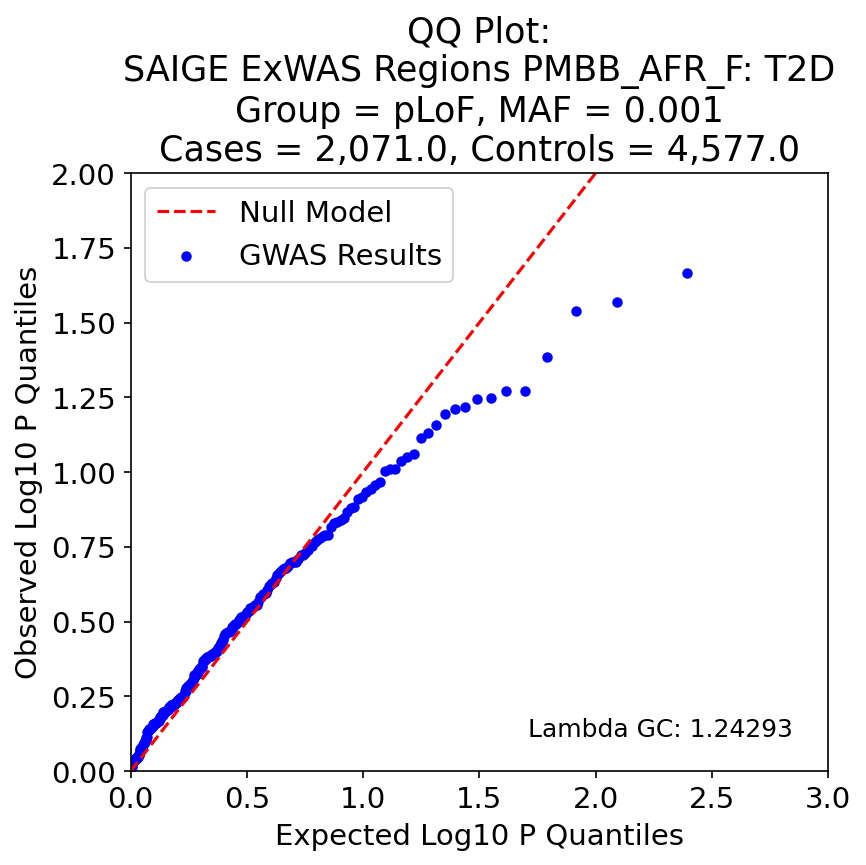 QQ Plot:
SAIGE ExWAS Regions PMBB_AFR_F: T2D
Group = pLoF, MAF = 0.001
Cases = 2,071.0, Controls = 4,577.0
Null Model
GWAS Results
2.00
1.75
1.50
1.25
1.00
0.75
0.50
0.25
0.00
Observed Log10 P Quantiles
Lambda GC: 1.24293
0.0 0.5 1.0 1.5 2.0 2.5 3.0
Expected Log10 P Quantiles